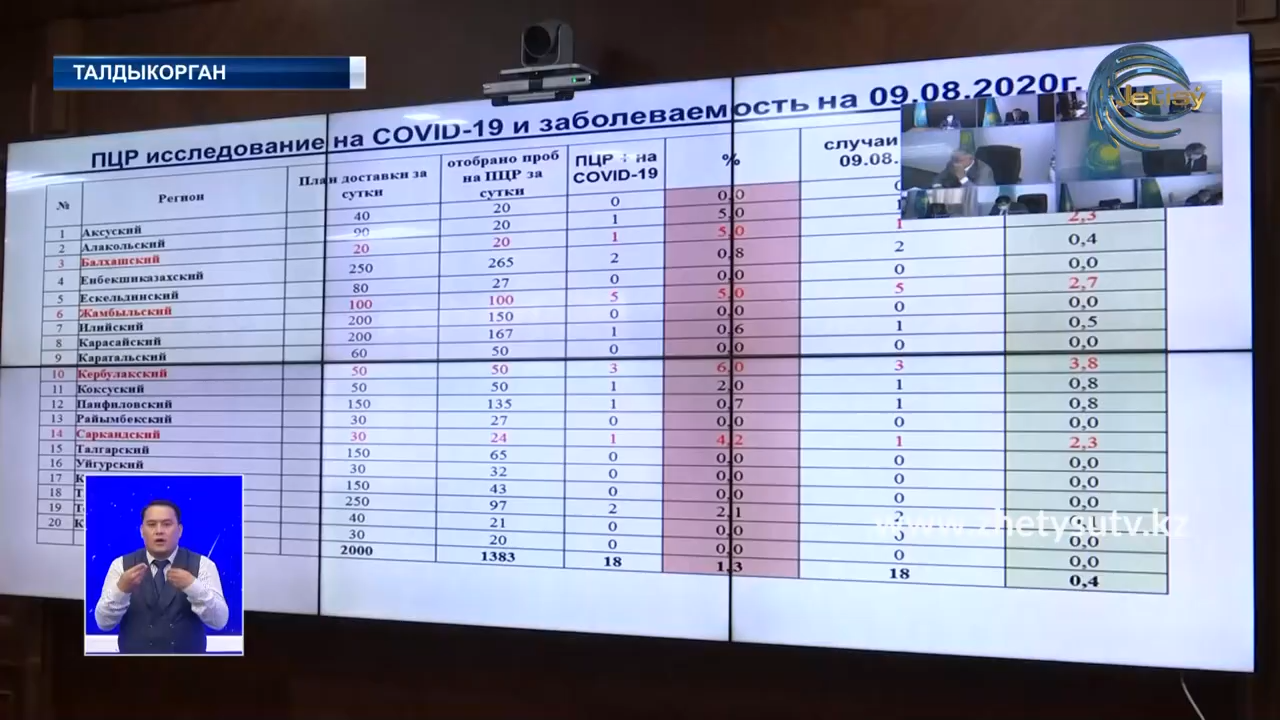 ТАЛДЫКОРГАН
Jetisý
ПЦР исследование на COVID-19 и заболеваемость на 09.08.2020г.
№ Регион План доставки за сутки отобрано проб на ПЦР за сутки ПЦР + на COVID-19 % случаи 09.08.
1 Аксуский 40 20 0 0,0
2 Алакольский 90 20 1 5,0
3 Балхашский 20 20 1 5,0 1 2,3
4 Енбекшиказахский 250 265 2 0,8 2 0,4
5 Ескельдинский 80 27 0 0,0 0 0,0
6 Жамбыльский 100 100 5 5,0 5 2,7
7 Илийский 200 150 0 0,0 0 0,0
8 Карасайский 200 167 1 0,6 1 0,5
9 Каратальский 60 50 0 0,0 0 0,0
10 Кербулакский 50 50 3 6,0 3 3,8
11 Коксуский 50 50 1 2,0 1 0,8
12 Панфиловский 150 135 1 0,7 1 0,8
13 Райымбекский 30 27 0 0,0 0 0,0
14 Саркандский 30 24 1 4,2 1 2,3
15 Талгарский 150 65 0 0,0 0 0,0
16 Уйгурский 30 32 0 0,0 0 0,0
17 К 150 43 0 0,0 0 0,0
18 Т 250 97 2 2,1 2
19 Т 40 21 0 0,0 0,0
20 К 30 20 0 0,0 0 0,0
2000 1383 18 1,3 18 0,4
www.zhetysutv.kz